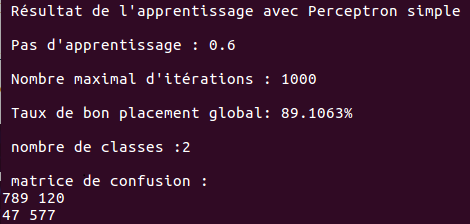 Résultat de l'apprentissage avec Perceptron simple
Pas d'apprentissage : 0.6
Nombre maximal d'itérations : 1000
Taux de bon placement global: 89.1063%
nombre de classes :2
matrice de confusion :
789 120
47 577